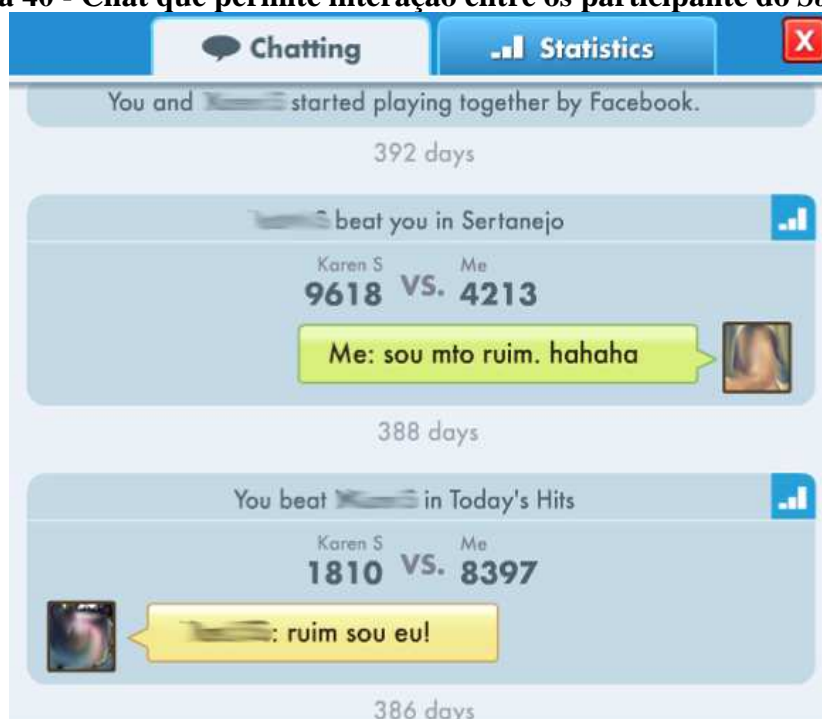 a 40 - Chat que permite interação entre os participante do So
Chatting Statistics X
You and started playing together by Facebook.
392 days
beat you in Sertanejo
Karen S Me
9618 VS. 4213
Me: sou mto ruim. hahaha
388 days
You beat in Today's Hits
Karen S Me
1810 VS. 8397
: ruim sou eu!
386 days